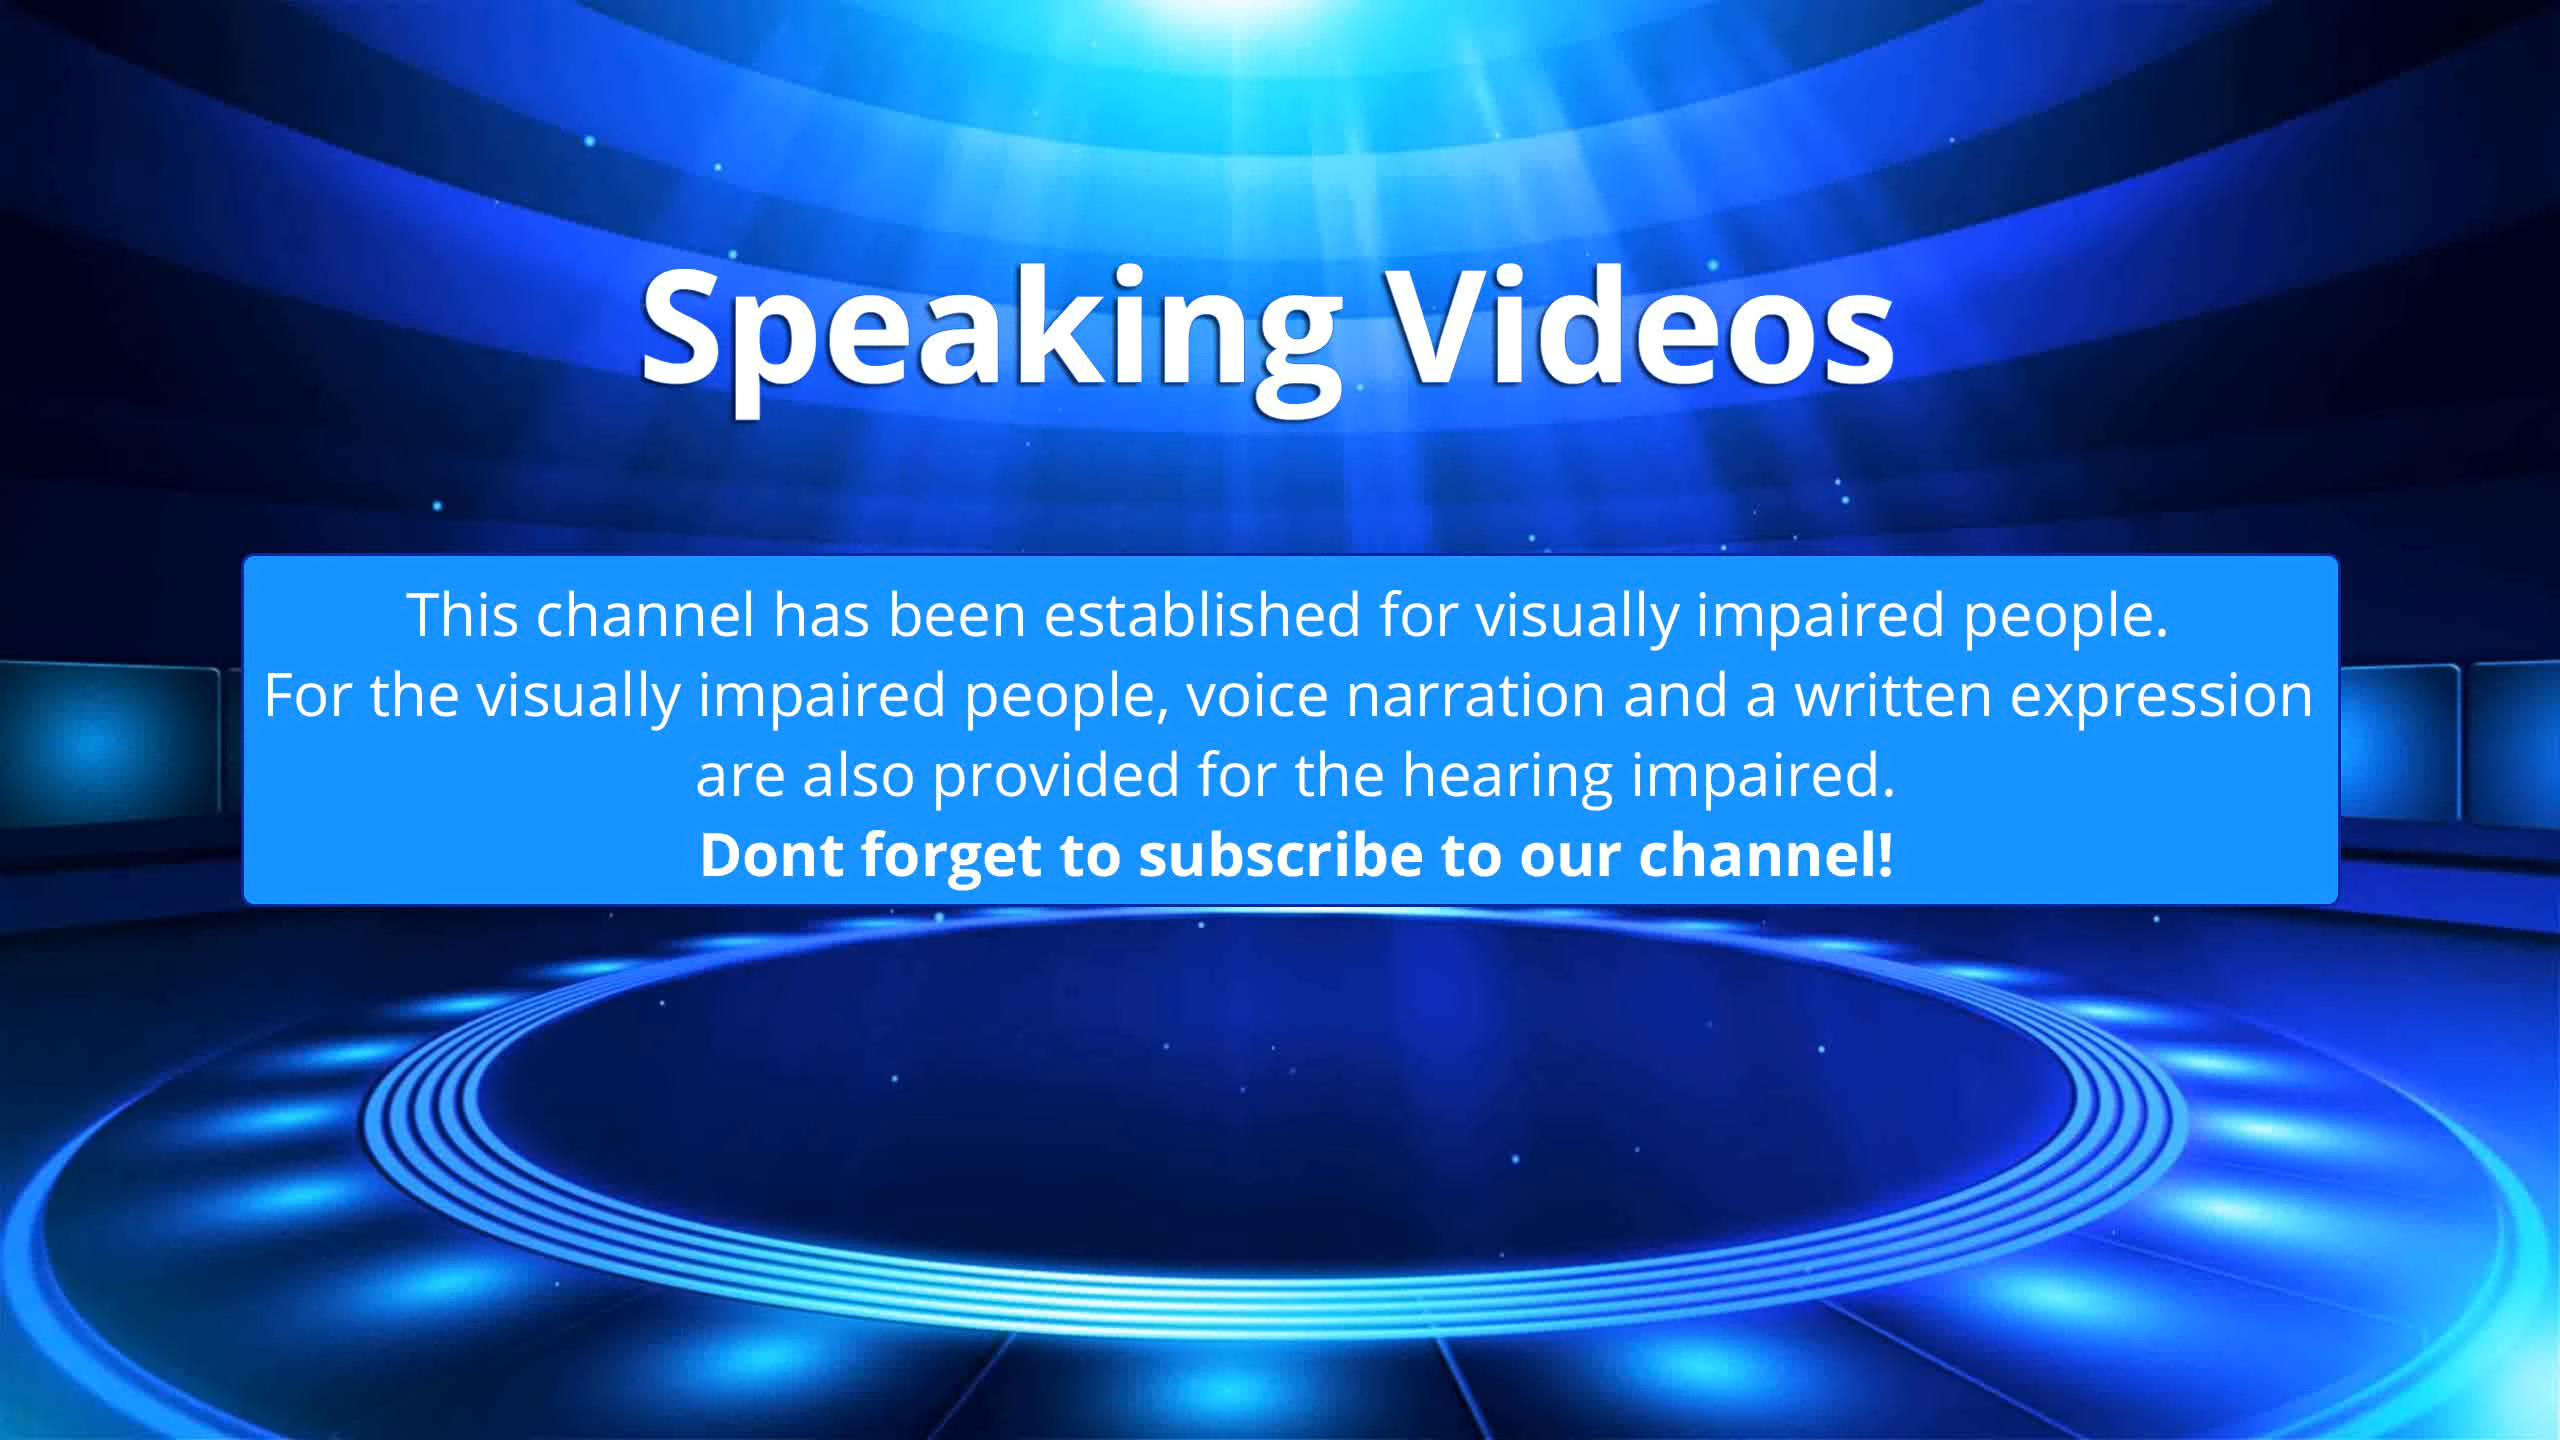 Speaking Videos
This channel has been established for visually impaired people.
For the visually impaired people, voice narration and a written expression
are also provided for the hearing impaired.
Dont forget to subscribe to our channel!